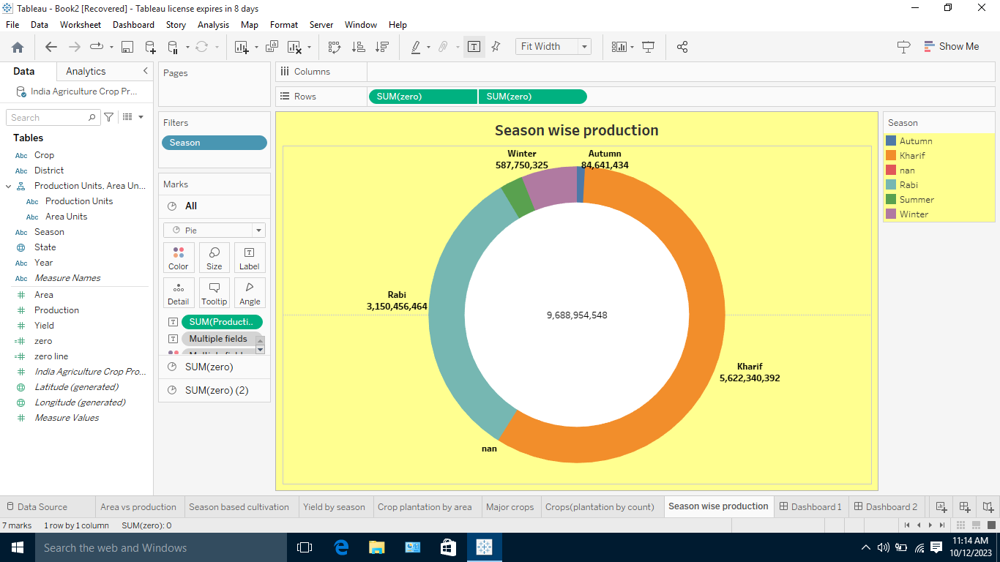 Tableau - Book2 [Recovered] - Tableau license expires in 8 days
File Data Worksheet Dashboard Story Analysis Map Format Server Window Help
Fit Width
Show Me
Data Analytics
India Agriculture Crop Pr...
Search
Tables
Abc Crop
Abc District
Production Units, Area Un...
Abc Production Units
Abc Area Units
Abc Season
State
Abc Year
Abc Measure Names
Area
Production
Yield
zero
zero line
India Agriculture Crop Pro...
Latitude (generated)
Longitude (generated)
Measure Values
Pages
Filters
Season
Marks
All
Pie
Color Size Label
Detail Tooltip Angle
SUM(Producti..
Multiple fields
SUM(zero)
SUM(zero) (2)
Columns
Rows SUM(zero) SUM(zero)
Season wise production
Winter
587,750,325
Autumn
84,641,434
Rabi
3,150,456,464
9,688,954,548
Kharif
5,622,340,392
nan
Season
Autumn
Kharif
nan
Rabi
Summer
Winter
Data Source Area vs production Season based cultivation Yield by season Crop plantation by area Major crops Crops(plantation by count) Season wise production Dashboard 1 Dashboard 2
7 marks 1 row by 1 column SUM(zero): 0
Search the web and Windows
11:14 AM
10/12/2023